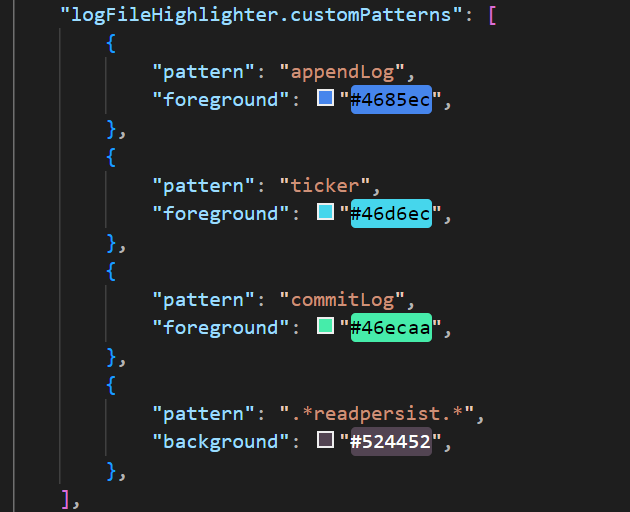 "logFileHighlighter.customPatterns": [
{
"pattern": "appendLog",
"foreground": "#4685ec",
},
{
"pattern": "ticker",
"foreground": "#46d6ec",
},
{
"pattern": "commitLog",
"foreground": "#46ecaa",
},
{
"pattern": ".*readpersist.*",
"background": "#524452",
},
],